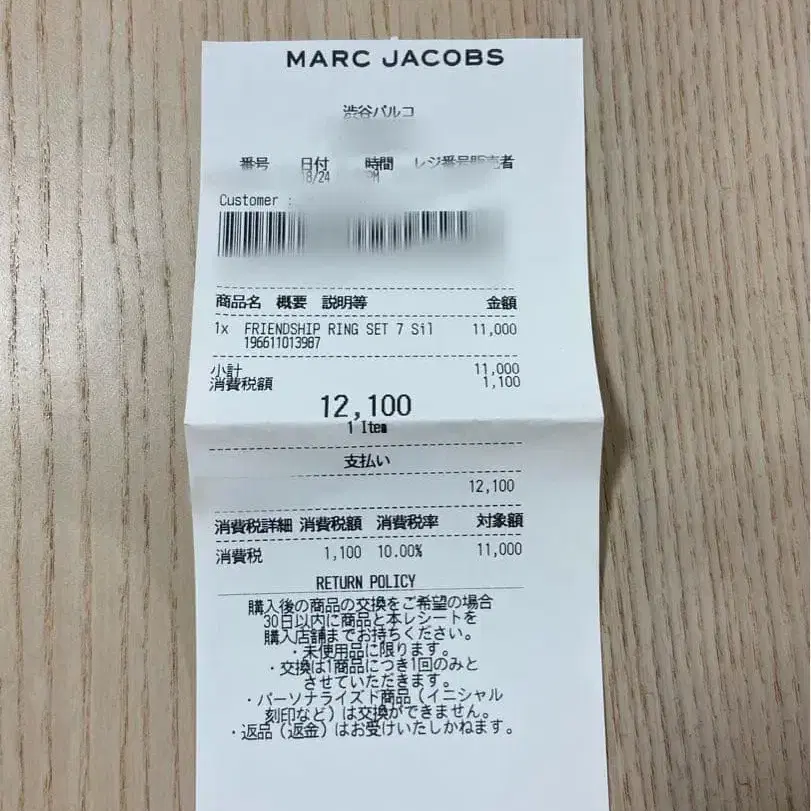 MARC JACOBS
渋谷パルコ
番号 日付 時間 レジ番号販売者
8/24
Customer :
商品名 概要 説明等 金額
1x FRIENDSHIP RING SET 7 Sil 11,000
196611013987
小計 11,000
消費税額 1,100
12,100
1 Item
支払い
12,100
消費税詳細 消費税額 消費税率 対象額
消費税 1,100 10.00% 11,000
RETURN POLICY
購入後の商品の交換をご希望の場合
30日以内に商品と本レシートを
購入店舗までお持ちください。
・未使用品に限ります。
・交換は1商品につき1回のみと
させていただきます。
・パーソナライズド商品(イニシャル
刻印など)は交換ができません。
・返品(返金)はお受けいたしかねます。